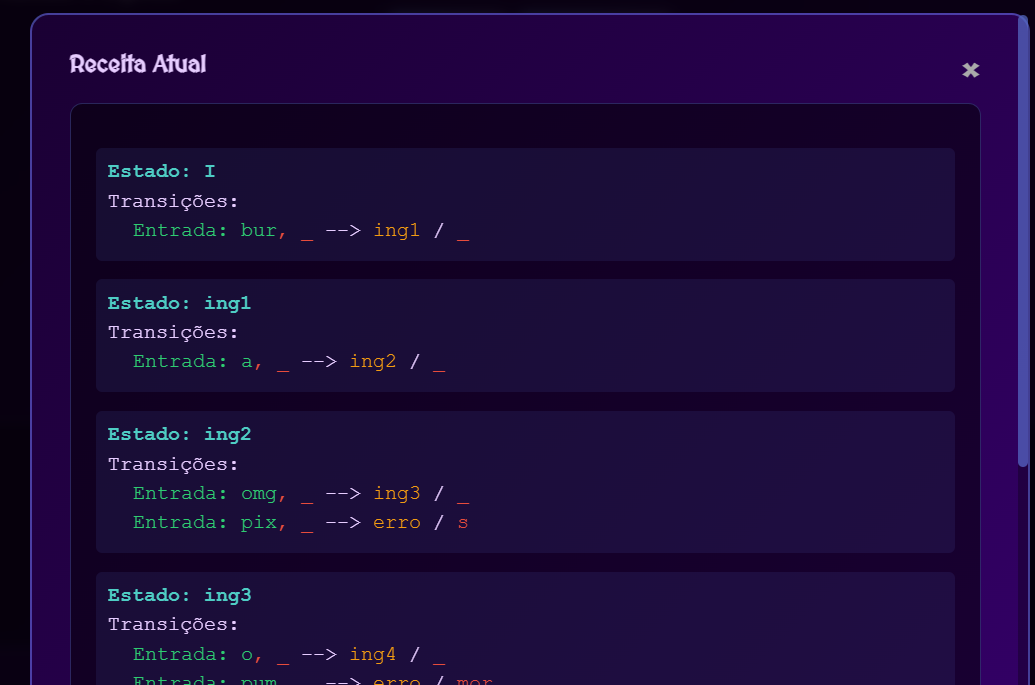 Receita Atual
✖
Estado: I
Transições:
Entrada: bur, _ --> ing1 / _
Estado: ing1
Transições:
Entrada: a, _ --> ing2 / _
Estado: ing2
Transições:
Entrada: omg, _ --> ing3 / _
Entrada: pix, _ --> erro / s
Estado: ing3
Transições:
Entrada: o, _ --> ing4 / _
Entrada: pum, _ --> erro / mor